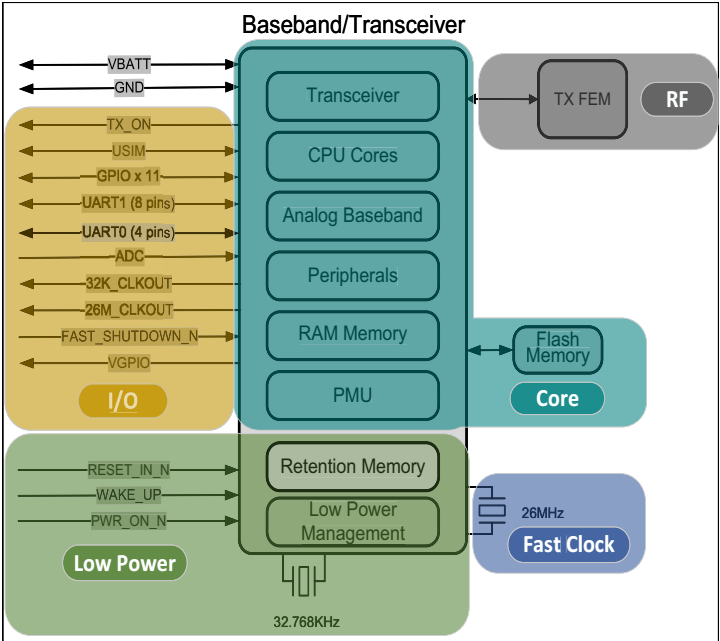 Baseband/Transceiver
VBATT
GND
TX_ON
USIM
GPIO x 11
UART1 (8 pins)
UART0 (4 pins)
ADC
32K_CLKOUT
26M_CLKOUT
FAST_SHUTDOWN_N
VGPIO
I/O
Transceiver
CPU Cores
Analog Baseband
Peripherals
RAM Memory
PMU
TX FEM
RF
Flash
Memory
Core
RESET_IN_N
WAKE_UP
PWR_ON_N
Low Power
Retention Memory
Low Power
Management
32.768KHz
26MHz
Fast Clock